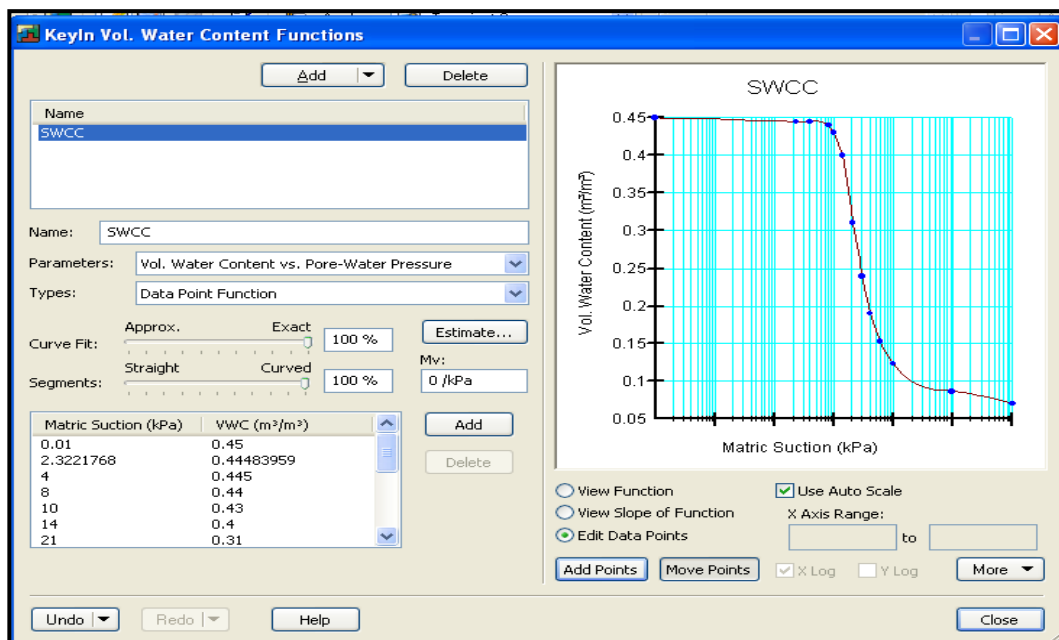 KeyIn Vol. Water Content Functions
Add
Delete
Name
SWCC
Name: SWCC
Parameters: Vol. Water Content vs. Pore-Water Pressure
Types: Data Point Function
Approx. Exact
Curve Fit: 100 %
Estimate...
Straight Curved
Segments: 100 %
Mv:
0 /kPa
Matric Suction (kPa) VWC (m³/m³)
0.01 0.45
2.3221768 0.44483959
4 0.445
8 0.44
10 0.43
14 0.4
21 0.31
Add
Delete
SWCC
Vol. Water Content (m³/m³)
0.45
0.4
0.35
0.3
0.25
0.2
0.15
0.1
0.05
Matric Suction (kPa)
View Function
Use Auto Scale
View Slope of Function
X Axis Range:
Edit Data Points
to
Add Points
Move Points
X Log
Y Log
More
Undo
Redo
Help
Close